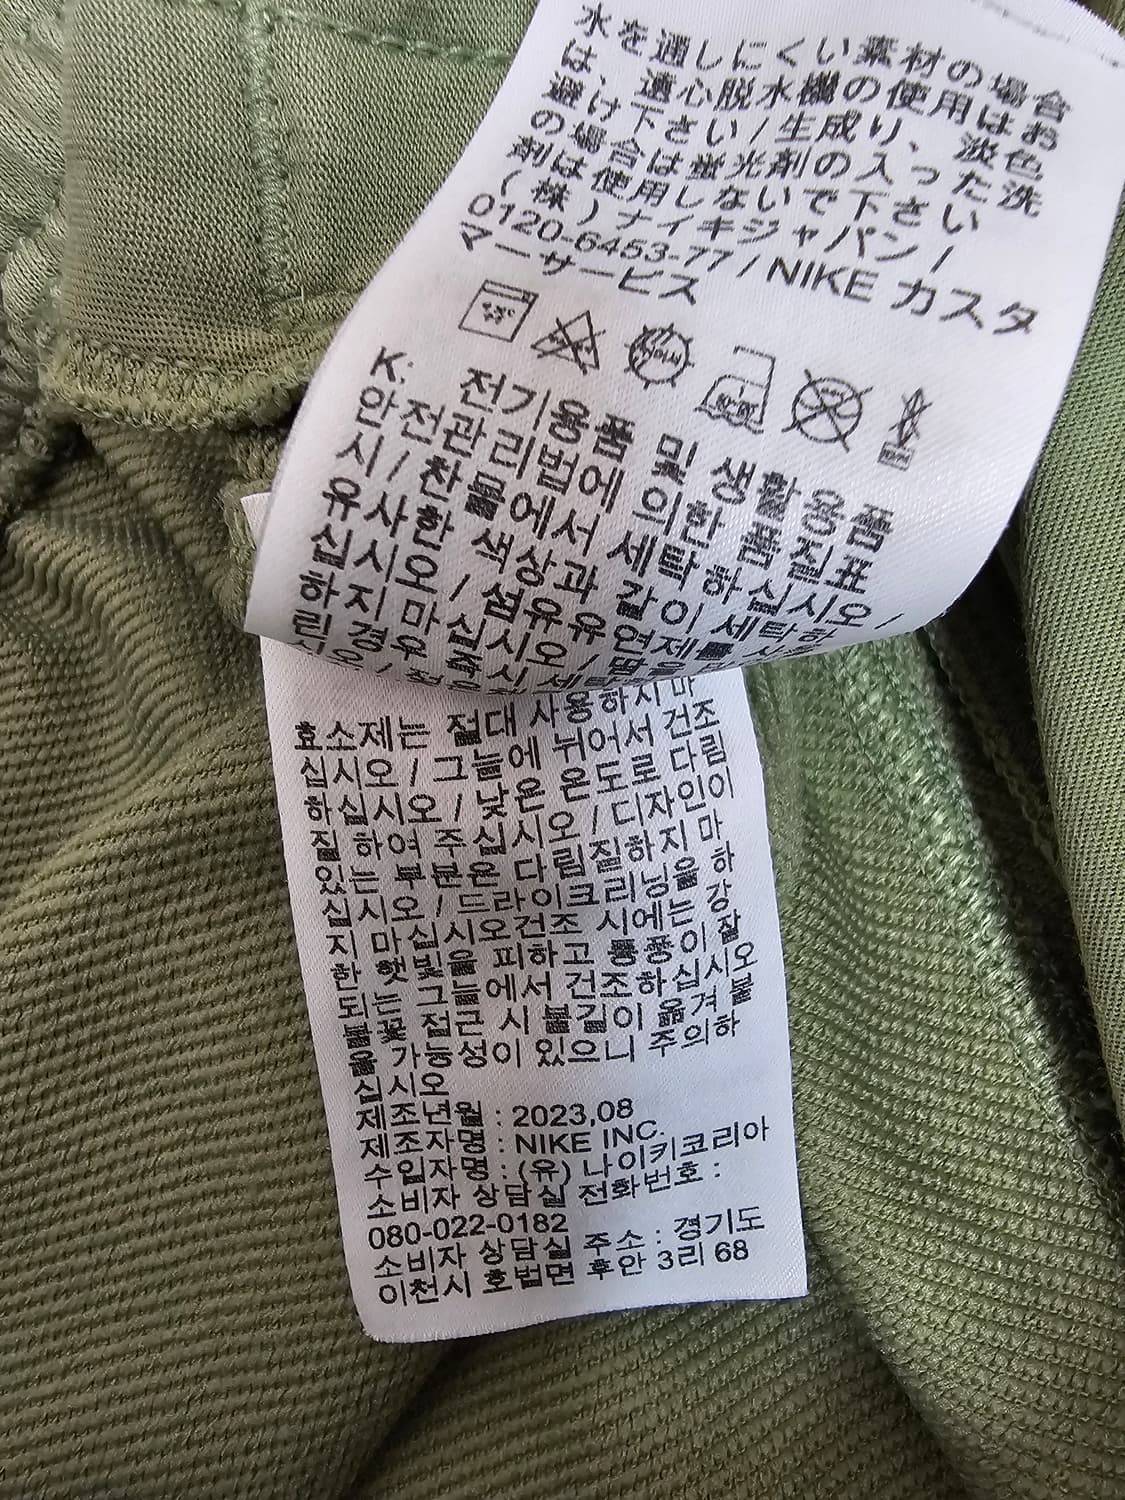 水を通しにくい素材の場合
は、遠心脱水機の使用はお
避け下さい/生成り、淡色
の場合は蛍光剤の入った洗
剤は使用しないで下さい
(株)ナイキジャパン/
0120-6453-77/NIKE カスタ
マーサービス
K: 전기용품 및 생활용품
안전관리법에 의한 품질표
시/찬물에서 세탁하십시오/
유사한 색상과 같이 세탁하
십시오/섬유유연제를 사용
하지 마십시오/땀을
린 경우 즉시 세탁
시오/젖은
효소제는 절대 사용하지 마
십시오/그늘에 뉘어서 건조
하십시오/낮은 온도로 다림
질 하여 주십시오/디자인이
있는 부분은 다림질하지 마
십시오/드라이크리닝을 하
지 마십시오건조 시에는 강
한 햇빛을 피하고 통풍이 잘
되는 그늘에서 건조하십시오
불꽃 접근 시 불길이 옮겨 붙
을 가능성이 있으니 주의하
십시오
제조년월 : 2023,08
제조자명 : NIKE INC.
수입자명 : (유) 나이키코리아
소비자 상담실 전화번호 :
080-022-0182
소비자 상담실 주소 : 경기도
이천시 호법면 후안 3리 68